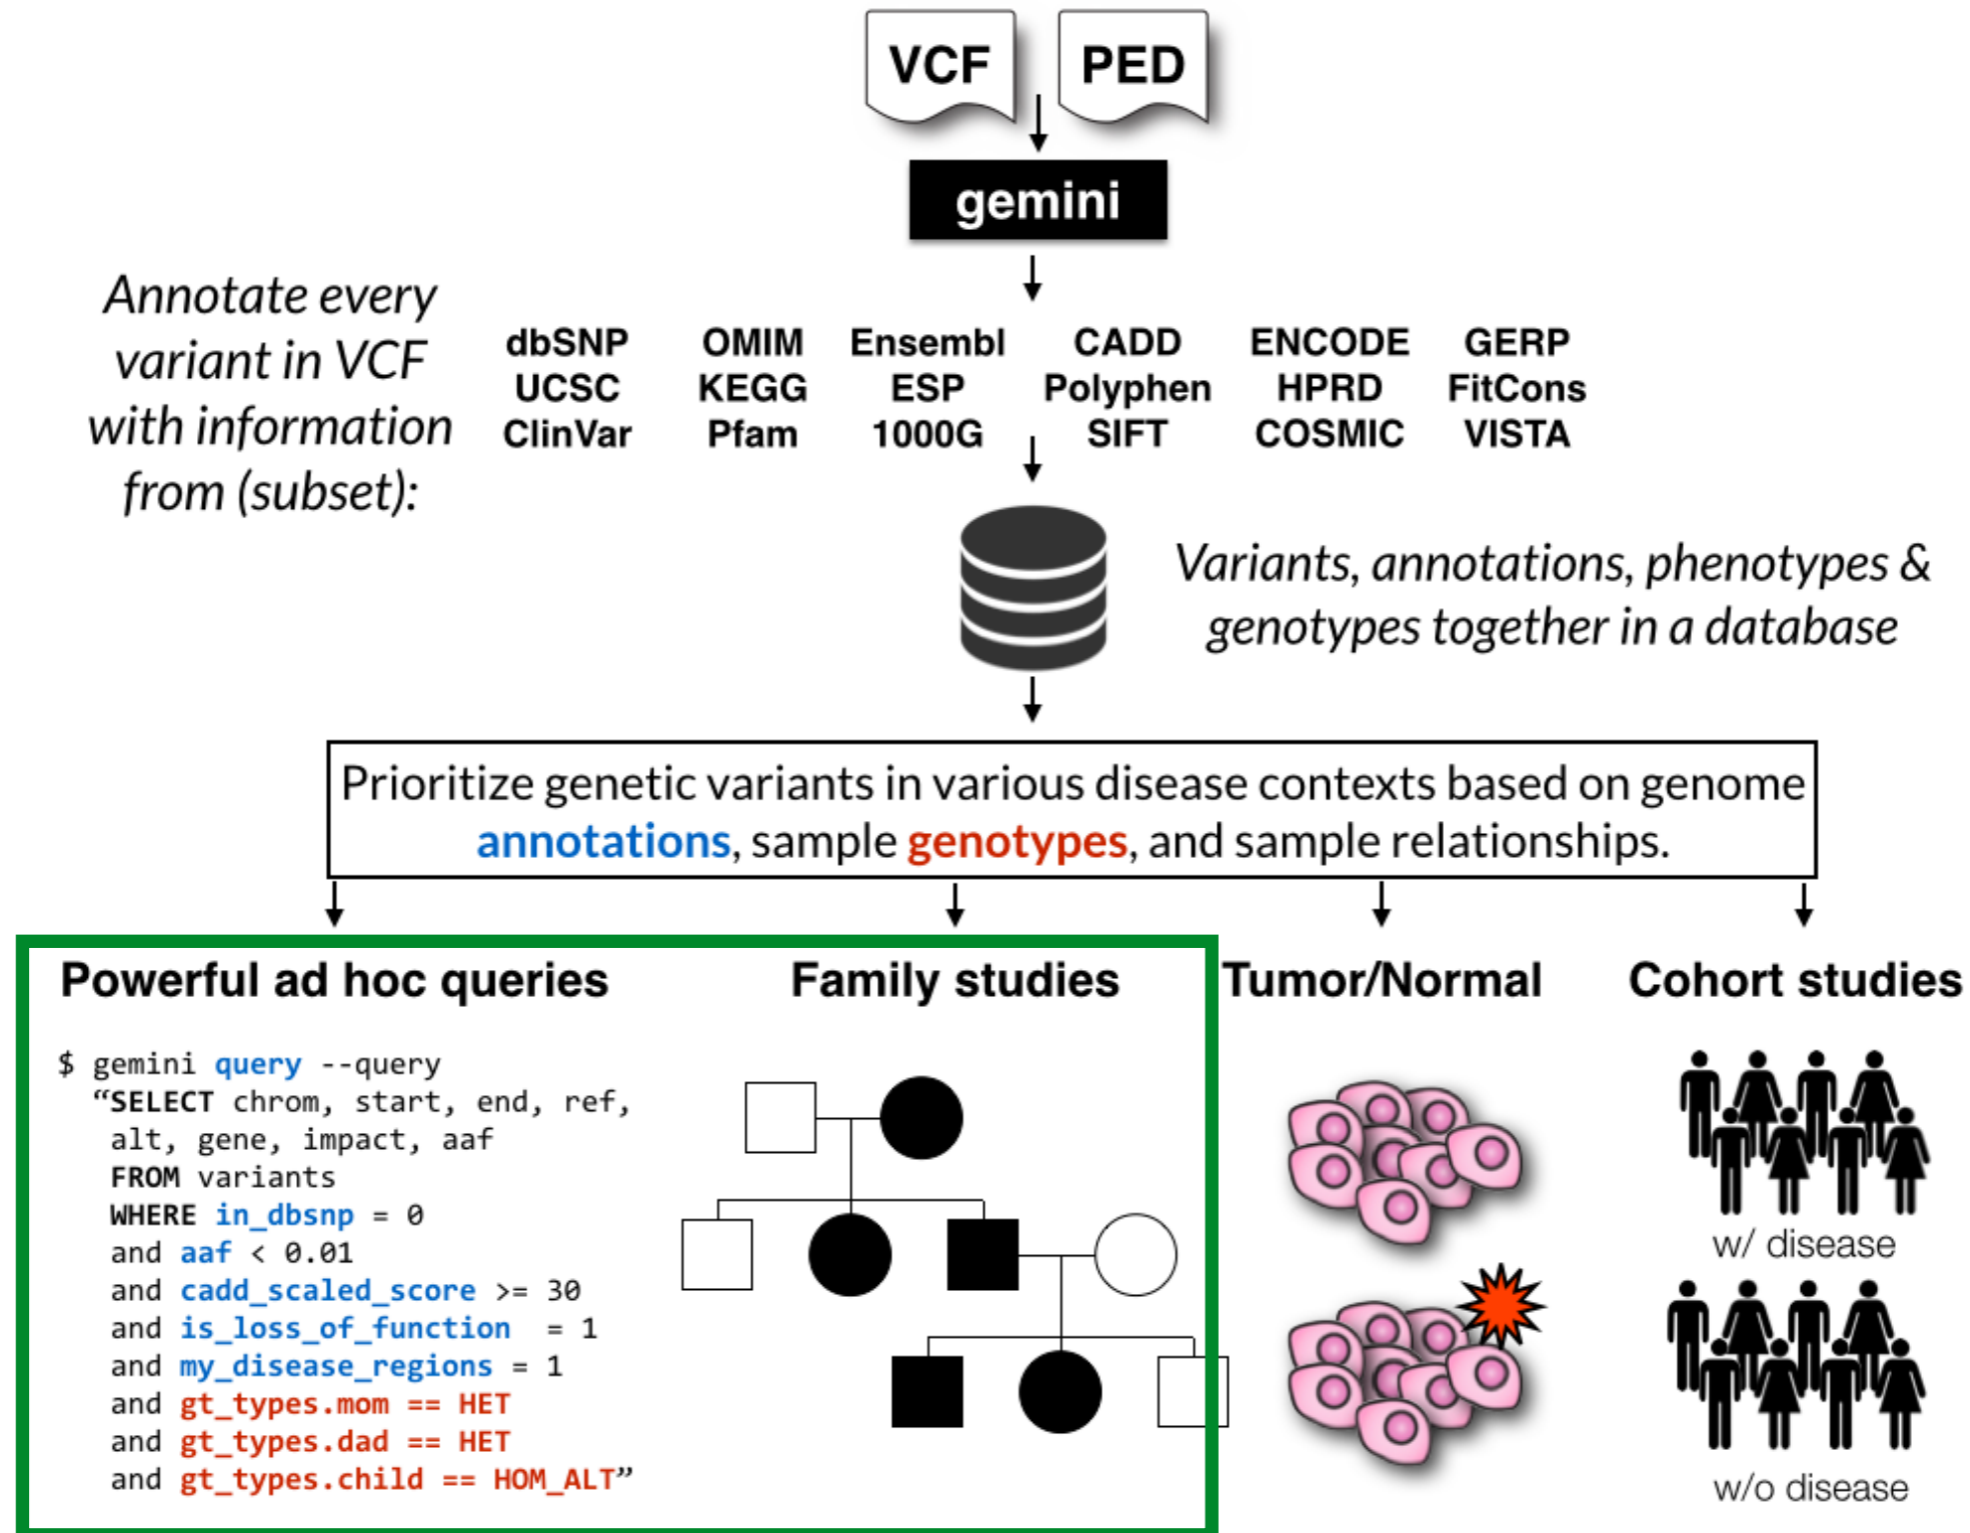 VCF PED
gemini
Annotate every
variant in VCF
with information
from (subset):
dbSNP OMIM Ensembl CADD ENCODE GERP
UCSC KEGG ESP Polyphen HPRD FitCons
ClinVar Pfam 1000G SIFT COSMIC VISTA
Variants, annotations, phenotypes &
genotypes together in a database
Prioritize genetic variants in various disease contexts based on genome
annotations, sample genotypes, and sample relationships.
Powerful ad hoc queries
$ gemini query --query
“SELECT chrom, start, end, ref,
alt, gene, impact, aaf
FROM variants
WHERE in_dbsnp = 0
and aaf < 0.01
and cadd_scaled_score >= 30
and is_loss_of_function = 1
and my_disease_regions = 1
and gt_types.mom == HET
and gt_types.dad == HET
and gt_types.child == HOM_ALT”
Family studies
Tumor/Normal
Cohort studies
w/ disease
w/o disease